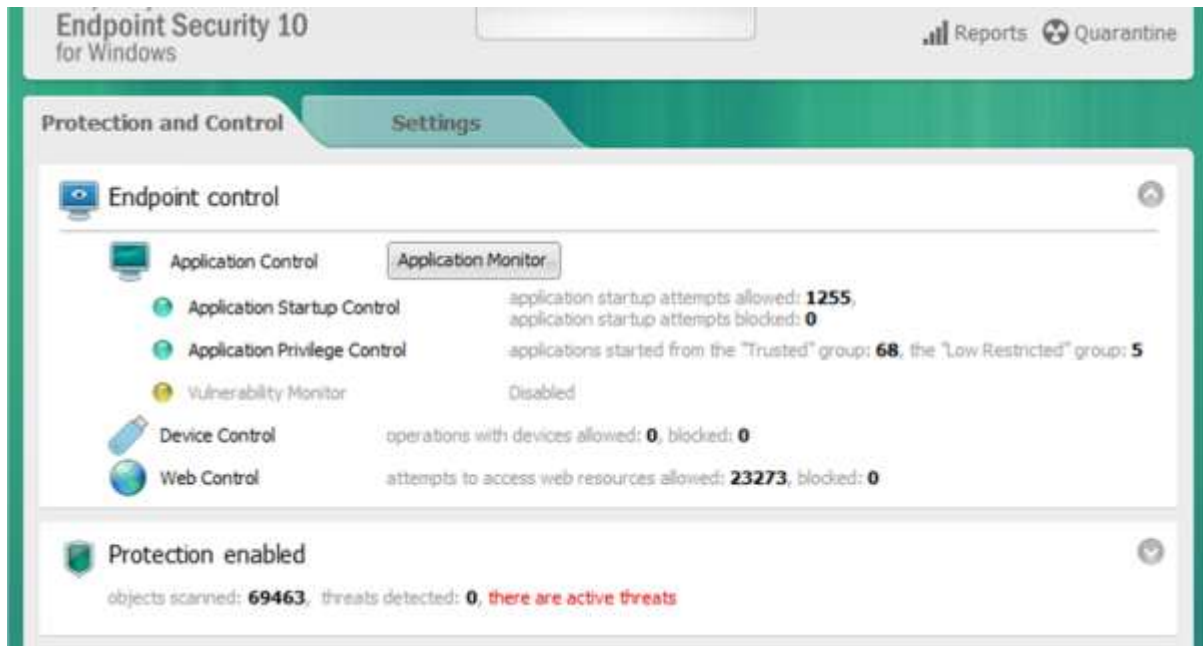 Endpoint Security 10
for Windows
Reports Quarantine
Protection and Control Settings
Endpoint control
Application Control Application Monitor
Application Startup Control application startup attempts allowed: 1255,
application startup attempts blocked: 0
Application Privilege Control applications started from the "Trusted" group: 68, the "Low Restricted" group: 5
Vulnerability Monitor Disabled
Device Control operations with devices allowed: 0, blocked: 0
Web Control attempts to access web resources allowed: 23273, blocked: 0
Protection enabled
objects scanned: 69463, threats detected: 0, there are active threats